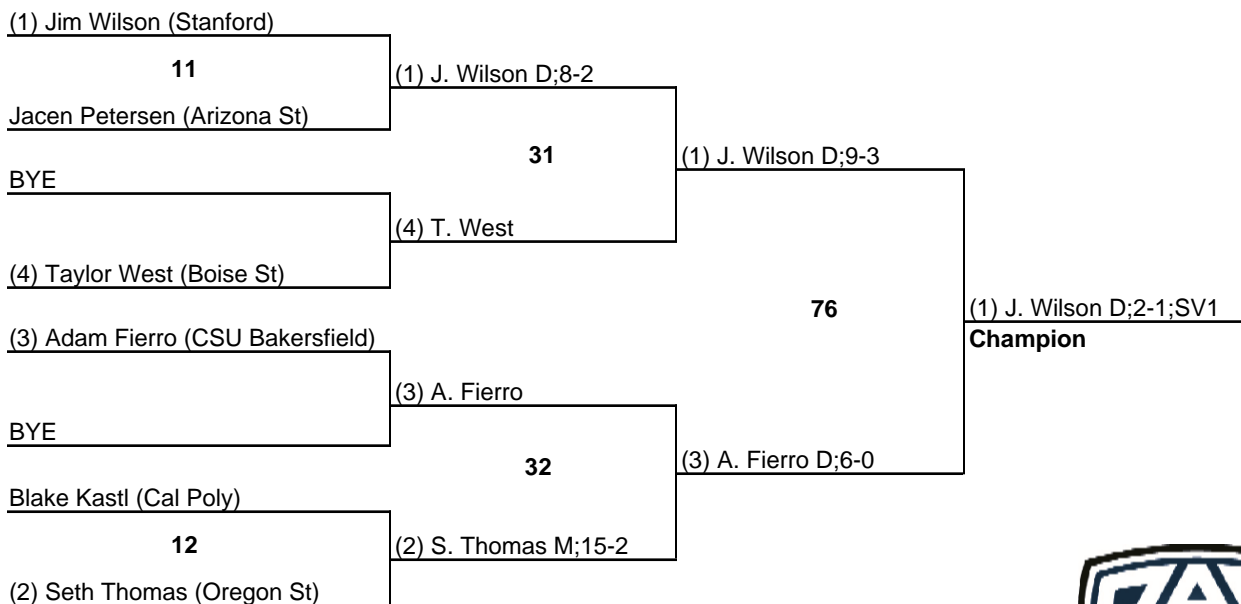 (1) Jim Wilson (Stanford)
11
(1) J. Wilson D;8-2
Jacen Petersen (Arizona St)
31
(1) J. Wilson D;9-3
BYE
(4) T. West
(4) Taylor West (Boise St)
76
(1) J. Wilson D;2-1;SV1
Champion
(3) Adam Fierro (CSU Bakersfield)
(3) A. Fierro
BYE
32
(3) A. Fierro D;6-0
Blake Kastl (Cal Poly)
12
(2) S. Thomas M;15-2
(2) Seth Thomas (Oregon St)